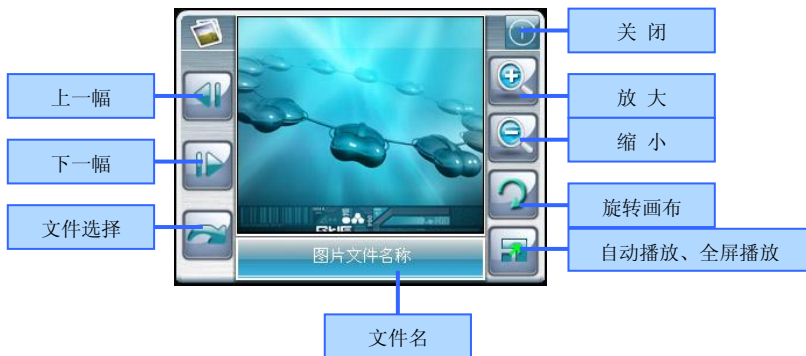 关 闭
上一幅
放 大
缩 小
下一幅
旋转画布
文件选择
自动播放、全屏播放
图片文件名称
文件名